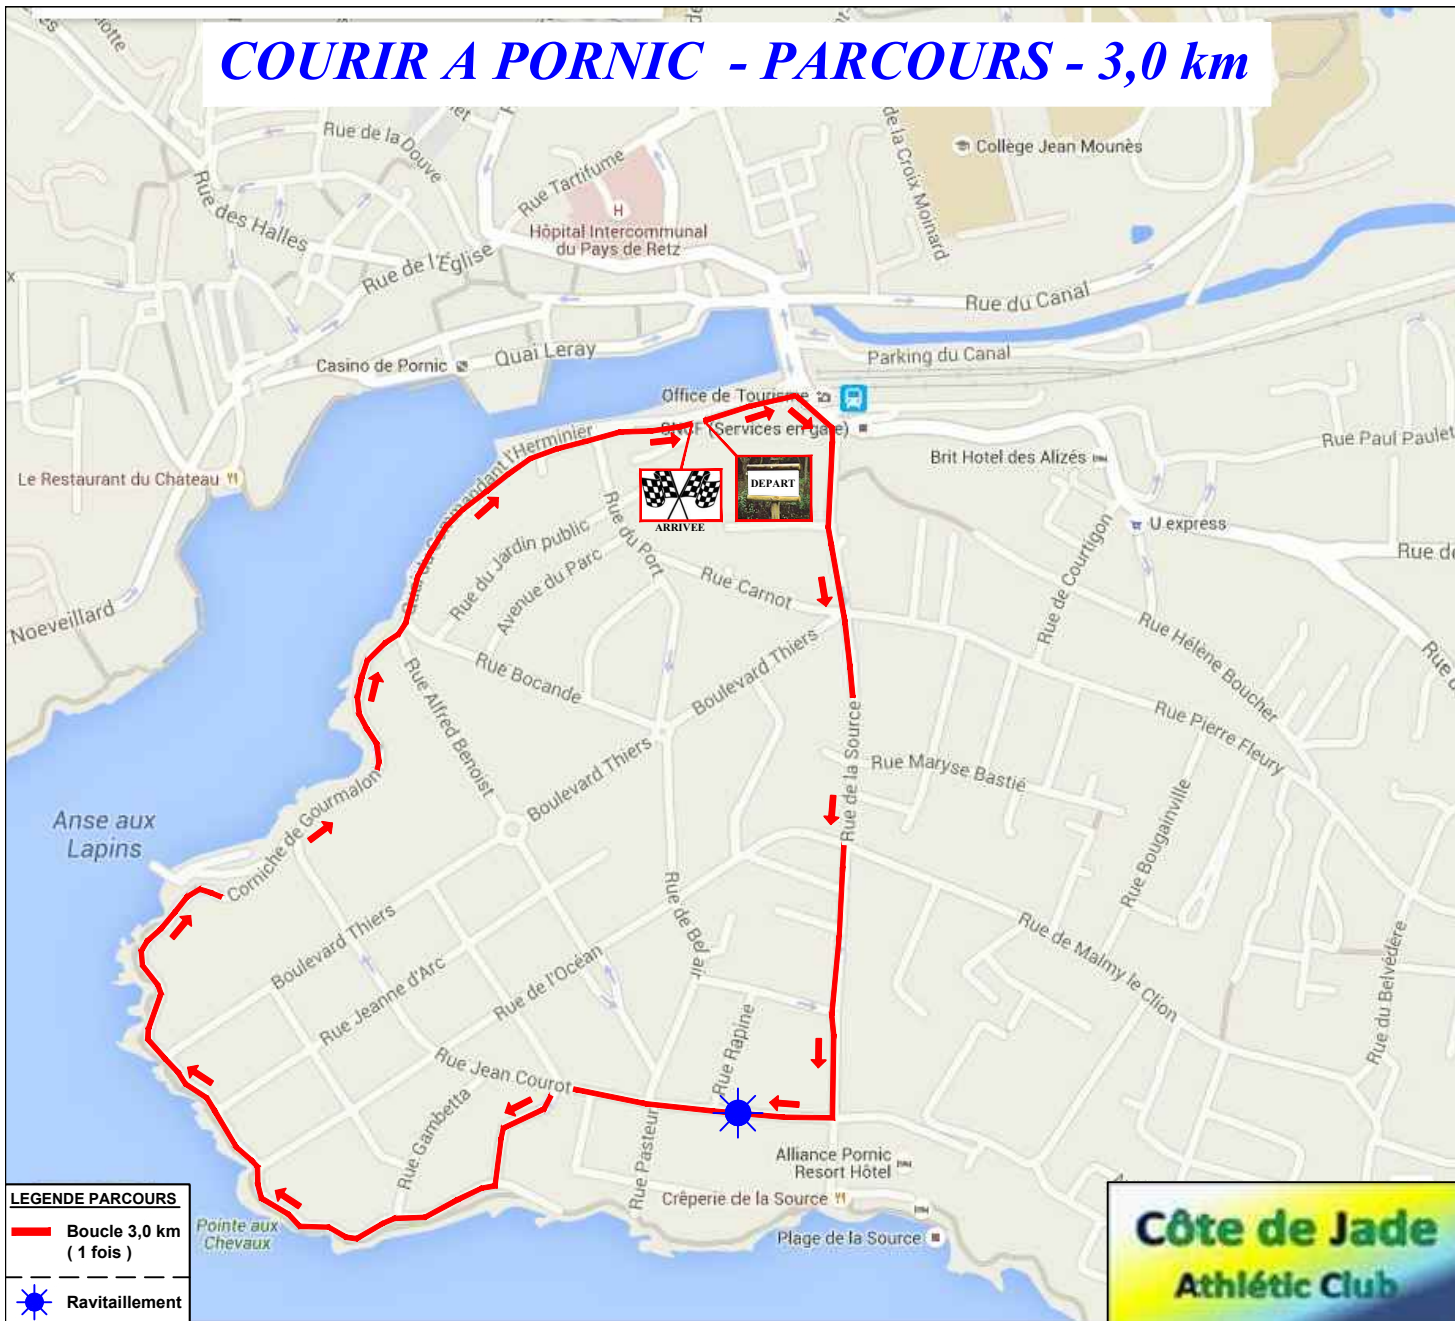 COURIR A PORNIC - PARCOURS - 3,0 km
Rue de la Douve
Rue Tartifume
Collège Jean Mounès
de la Croix Moinard
Rue des Halles
H
Hôpital Intercommunal
du Pays de Retz
Rue de l'Église
Rue du Canal
Quai Leray
Casino de Pornic
Parking du Canal
Office de Tourisme
SNCF (Services en gare)
Rue Paul Paulet
Brit Hotel des Alizés
Le Restaurant du Château
Quai du Commandant l'Herminier
DEPART
ARRIVEE
U express
Rue du Jardin public
Rue du Port
Avenue du Parc
Rue Carnot
Rue de Courtigon
Rue de
Noeveillard
Rue Hélène Boucher
Rue Bocande
Boulevard Thiers
Rue Alfred Benoist
Rue Pierre Fleury
Rue de la Source
Rue Maryse Bastié
Boulevard Thiers
Anse aux
Lapins
Corniche de Gourmalon
Rue Bougainville
Rue de Bel air
Boulevard Thiers
Rue de Malmy le Clion
Rue Jeanne d'Arc
Rue de l'Océan
Rue du Belvédère
Rue Rapine
Rue Jean Courot
Rue Gambetta
Rue Pasteur
Alliance Pornic
Resort Hôtel
Crêperie de la Source
Plage de la Source
Pointe aux
Chevaux
LEGENDE PARCOURS
Boucle 3,0 km
( 1 fois )
Ravitaillement
Côte de Jade
Athlétic Club